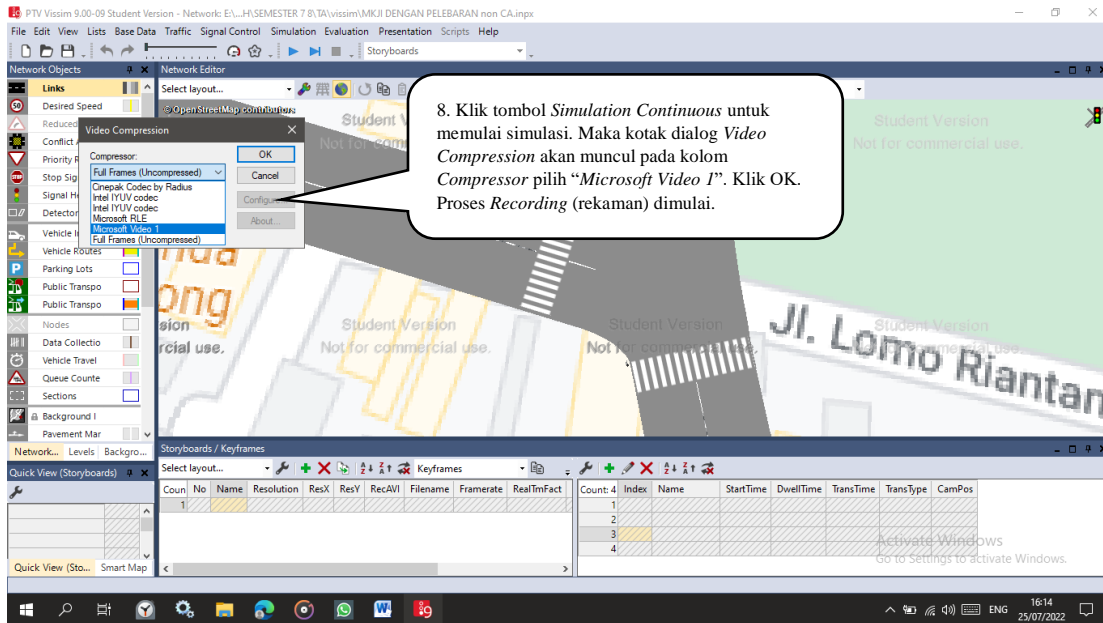 PTV Vissim 9.00-09 Student Version - Network: E:\...H\SEMESTER 7 8\TA\vissim\MKJI DENGAN PELEBARAN non CA.inpx
File Edit View Lists Base Data Traffic Signal Control Simulation Evaluation Presentation Scripts Help
Storyboards
Network Objects
Network Editor
Links
Desired Speed
Reduced
Conflict
Priority
Stop Sig
Signal H
Detector
Vehicle
Vehicle Routes
Parking Lots
Public Transpo
Public Transpo
Nodes
Data Collectio
Vehicle Travel
Queue Counte
Sections
Background I
Pavement Mar
Network... Levels Backgro...
Select layout...
© OpenStreetMap contributors
Video Compression
Compressor:
Full Frames (Uncompressed)
Cinepak Codec by Radius
Intel IYUV codec
Intel IYUV codec
Microsoft RLE
Microsoft Video 1
Full Frames (Uncompressed)
OK
Cancel
Configure
About...
8. Klik tombol Simulation Continuous untuk
memulai simulasi. Maka kotak dialog Video
Compression akan muncul pada kolom
Compressor pilih “Microsoft Video 1”. Klik OK.
Proses Recording (rekaman) dimulai.
Student
Not for
Student Version
Not for commercial use.
ong
sion
rcial use.
Student Version
Not for commercial use.
Student Version
Not for commercial use.
Student Version
commercial use.
Jl. Lomo Riantan
Storyboards / Keyframes
Select layout... Keyframes
Coun No Name Resolution ResX ResY RecAVI Filename Framerate RealTmFact
1
Count: 4 Index Name StartTime DwellTime TransTime TransType CamPos
1
2
3
4
Quick View (Storyboards)
Quick View (Sto... Smart Map
Activate Windows
Go to Settings to activate Windows.
ENG
16:14
25/07/2022